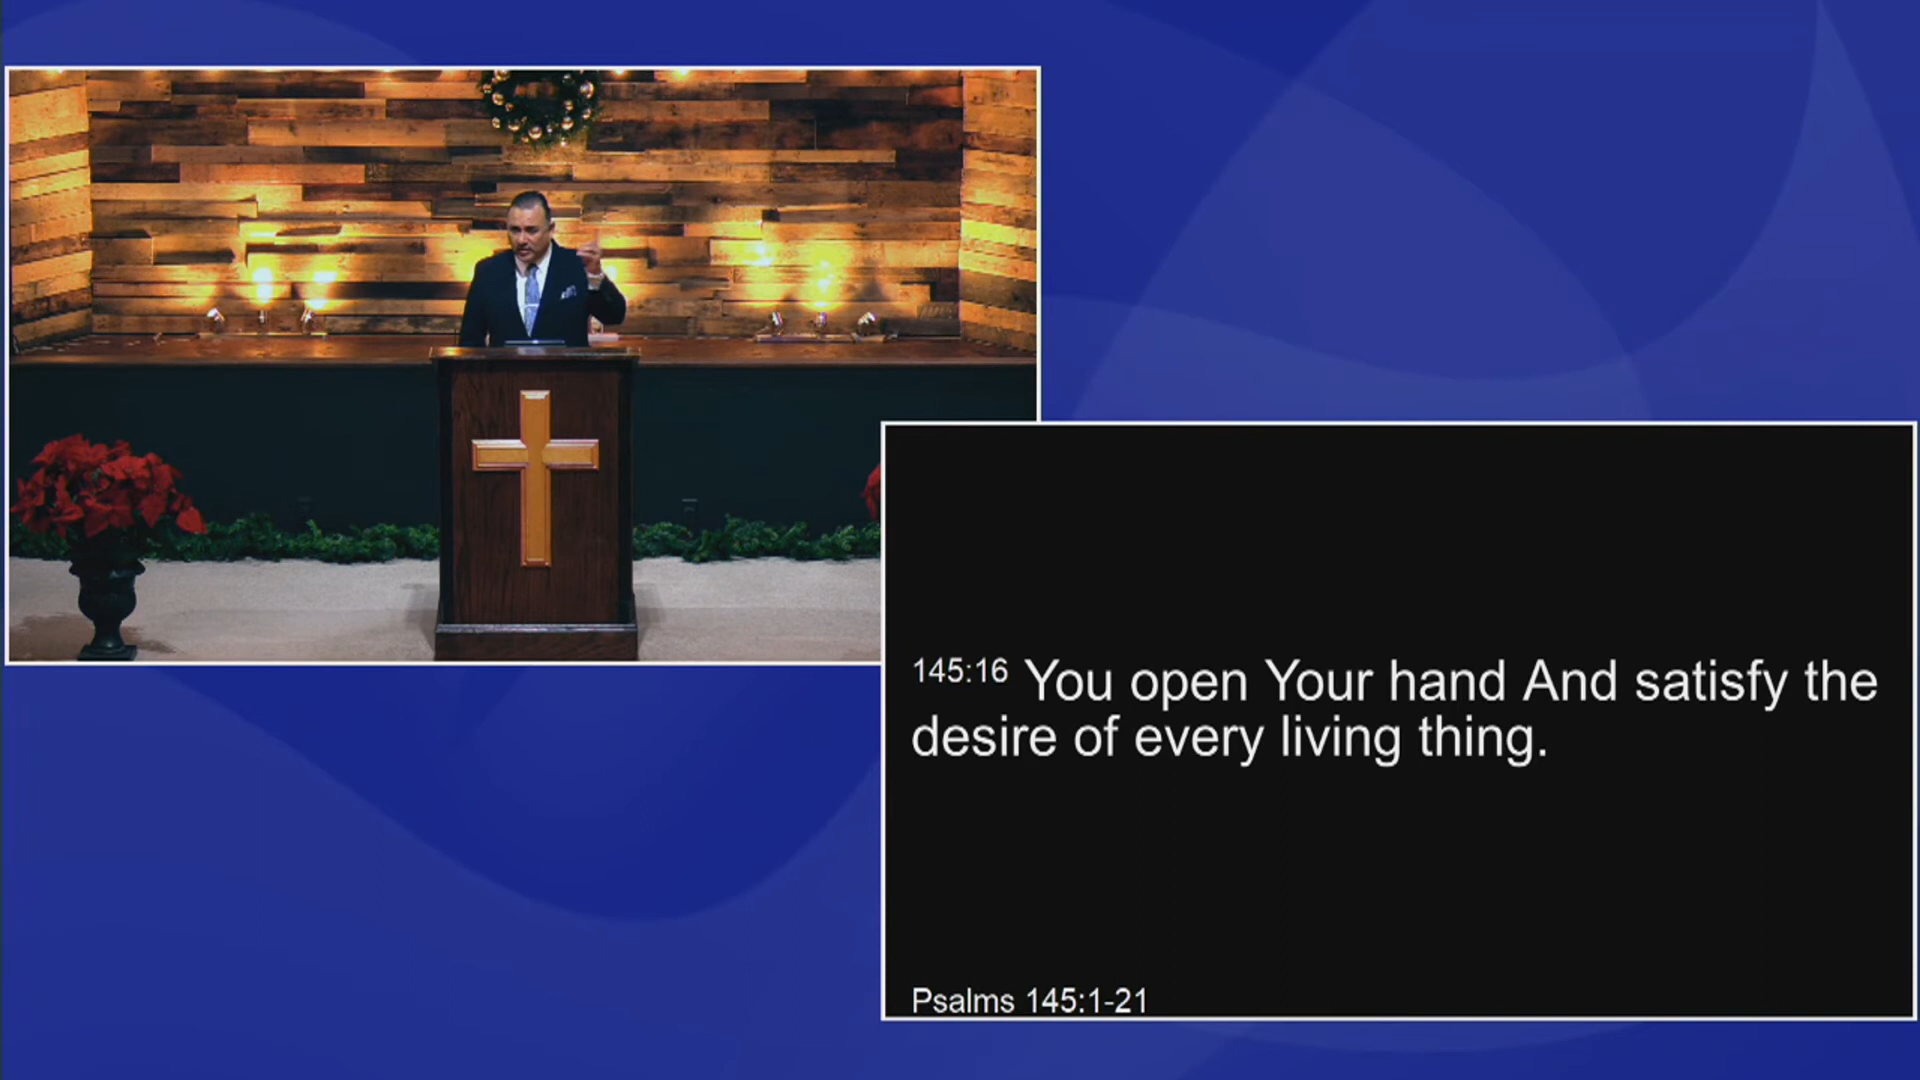 145:16 You open Your hand And satisfy the
desire of every living thing.
Psalms 145:1-21